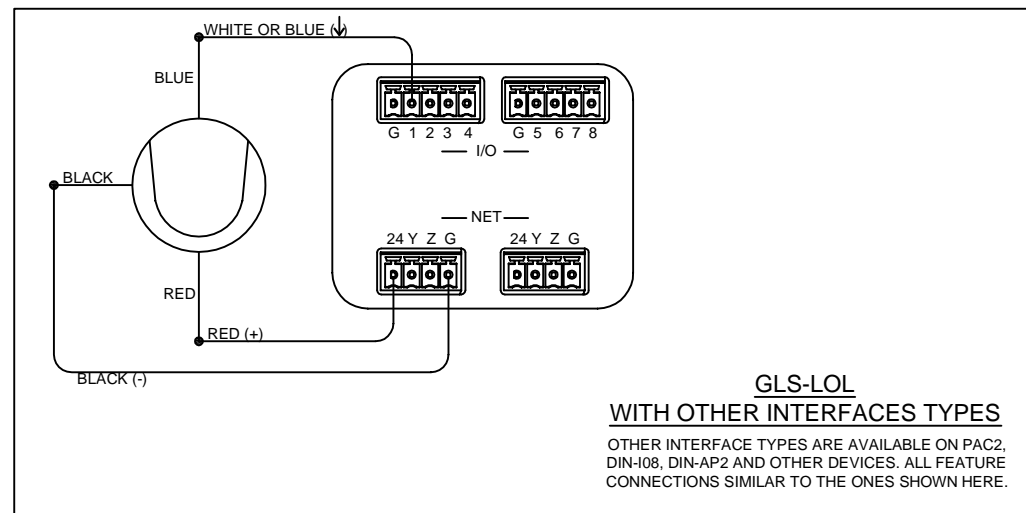 WHITE OR BLUE (↓)
BLUE
G 1 2 3 4
G 5 6 7 8
I/O
BLACK
NET
24 Y Z G
24 Y Z G
RED
RED (+)
BLACK (-)
GLS-LOL
WITH OTHER INTERFACES TYPES
OTHER INTERFACE TYPES ARE AVAILABLE ON PAC2,
DIN-I08, DIN-AP2 AND OTHER DEVICES. ALL FEATURE
CONNECTIONS SIMILAR TO THE ONES SHOWN HERE.